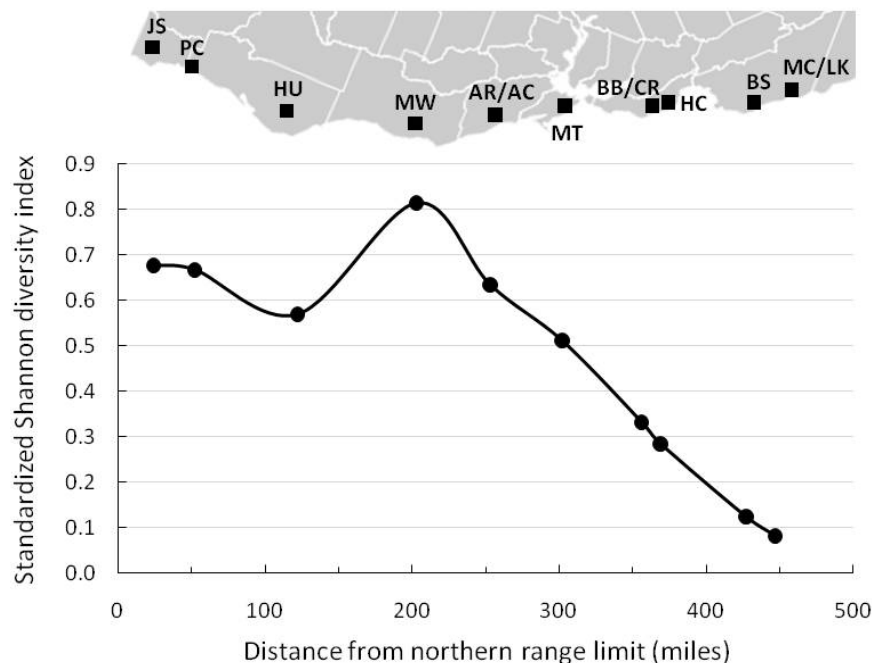 JS
PC
HU
MW
AR/AC
MT
BB/CR
HC
BS
MC/LK
Standardized Shannon diversity index
0.9
0.8
0.7
0.6
0.5
0.4
0.3
0.2
0.1
0.0
0 100 200 300 400 500
Distance from northern range limit (miles)